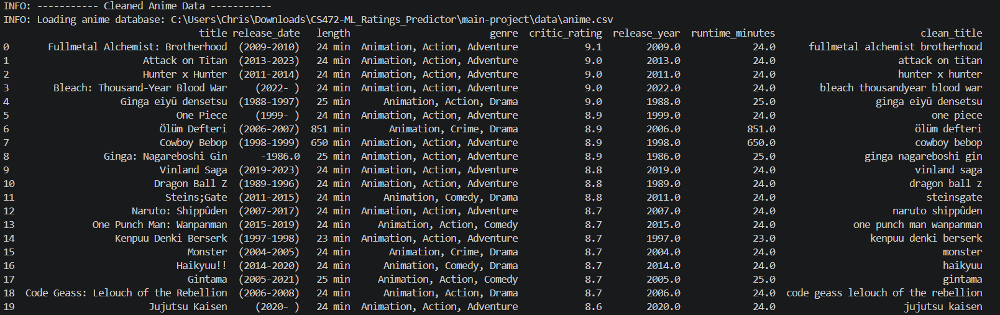 INFO: ----------- Cleaned Anime Data -----------
INFO: Loading anime database: C:\Users\Chris\Downloads\CS472-ML_Ratings_Predictor\main-project\data\anime.csv
title release_date length genre critic_rating release_year runtime_minutes clean_title
0 Fullmetal Alchemist: Brotherhood (2009-2010) 24 min Animation, Action, Adventure 9.1 2009.0 24.0 fullmetal alchemist brotherhood
1 Attack on Titan (2013-2023) 24 min Animation, Action, Adventure 9.0 2013.0 24.0 attack on titan
2 Hunter x Hunter (2011-2014) 24 min Animation, Action, Adventure 9.0 2011.0 24.0 hunter x hunter
3 Bleach: Thousand-Year Blood War (2022- ) 24 min Animation, Action, Adventure 9.0 2022.0 24.0 bleach thousandyear blood war
4 Ginga eiyû densetsu (1988-1997) 25 min Animation, Action, Drama 9.0 1988.0 25.0 ginga eiyû densetsu
5 One Piece (1999- ) 24 min Animation, Action, Adventure 8.9 1999.0 24.0 one piece
6 Ölüm Defteri (2006-2007) 851 min Animation, Crime, Drama 8.9 2006.0 851.0 ölüm defteri
7 Cowboy Bebop (1998-1999) 650 min Animation, Action, Adventure 8.9 1998.0 650.0 cowboy bebop
8 Ginga: Nagareboshi Gin -1986.0 25 min Animation, Action, Adventure 8.9 1986.0 25.0 ginga nagareboshi gin
9 Vinland Saga (2019-2023) 24 min Animation, Action, Adventure 8.8 2019.0 24.0 vinland saga
10 Dragon Ball Z (1989-1996) 24 min Animation, Action, Adventure 8.8 1989.0 24.0 dragon ball z
11 Steins;Gate (2011-2015) 24 min Animation, Comedy, Drama 8.8 2011.0 24.0 steinsgate
12 Naruto: Shippûden (2007-2017) 24 min Animation, Action, Adventure 8.7 2007.0 24.0 naruto shippûden
13 One Punch Man: Wanpanman (2015-2019) 24 min Animation, Action, Comedy 8.7 2015.0 24.0 one punch man wanpanman
14 Kenpuu Denki Berserk (1997-1998) 23 min Animation, Action, Adventure 8.7 1997.0 23.0 kenpuu denki berserk
15 Monster (2004-2005) 24 min Animation, Crime, Drama 8.7 2004.0 24.0 monster
16 Haikyuu!! (2014-2020) 24 min Animation, Comedy, Drama 8.7 2014.0 24.0 haikyuu
17 Gintama (2005-2021) 25 min Animation, Action, Comedy 8.7 2005.0 25.0 gintama
18 Code Geass: Lelouch of the Rebellion (2006-2008) 24 min Animation, Action, Drama 8.7 2006.0 24.0 code geass lelouch of the rebellion
19 Jujutsu Kaisen (2020- ) 24 min Animation, Action, Adventure 8.6 2020.0 24.0 jujutsu kaisen